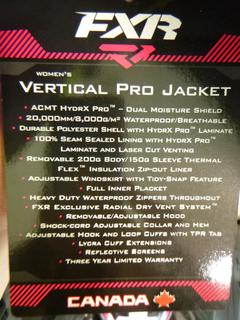 FXR
WOMEN'S
VERTICAL PRO JACKET
• ACMT HYDRX PRO™ – DUAL MOISTURE SHIELD
• 20,000MM/8,000G/M² WATERPROOF/BREATHABLE
• DURABLE POLYESTER SHELL WITH HYDRX PRO™ LAMINATE
• 100% SEAM SEALED LINING WITH HYDRX PRO™
LAMINATE AND LASER CUT VENTING
• REMOVABLE 200G BODY/150G SLEEVE THERMAL
FLEX™ INSULATION ZIP-OUT LINER
• ADJUSTABLE WINDSKIRT WITH TIDY-SNAP FEATURE
• FULL INNER PLACKET
• HEAVY DUTY WATERPROOF ZIPPERS THROUGHOUT
• FXR EXCLUSIVE RADIAL DRY VENT SYSTEM™
• REMOVABLE/ADJUSTABLE HOOD
• SHOCK-CORD ADJUSTABLE COLLAR AND HEM
• ADJUSTABLE HOOK AND LOOP CUFFS WITH TPR TAB
• LYCRA CUFF EXTENSIONS
• REFLECTIVE SCREENS
• THREE YEAR LIMITED WARRANTY
CANADA